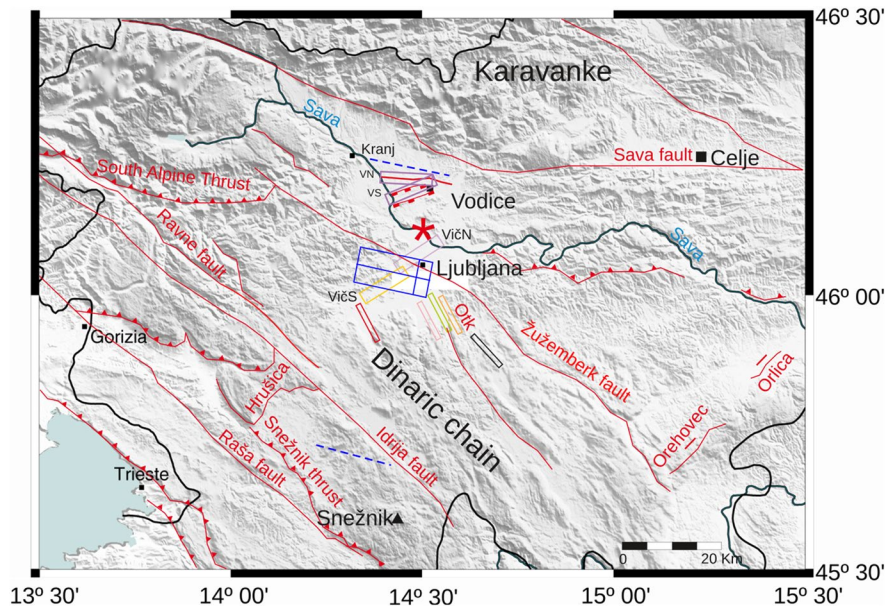 46º 30'
Karavanke
Sava
Kranj
Sava fault
Celje
South Alpine Thrust
VN
VS
Vodice
Ravne fault
VičN
Sava
Ljubljana
VičS
46º 00'
Otk
Gorizia
Žužemberk fault
Dinaric chain
Orlica
Hrušica
Orehovec
Snežnik thrust
Idrija fault
Raša fault
Trieste
Snežnik
0
20 Km
45º 30'
13º 30'
14º 00'
14º 30'
15º 00'
15º 30'